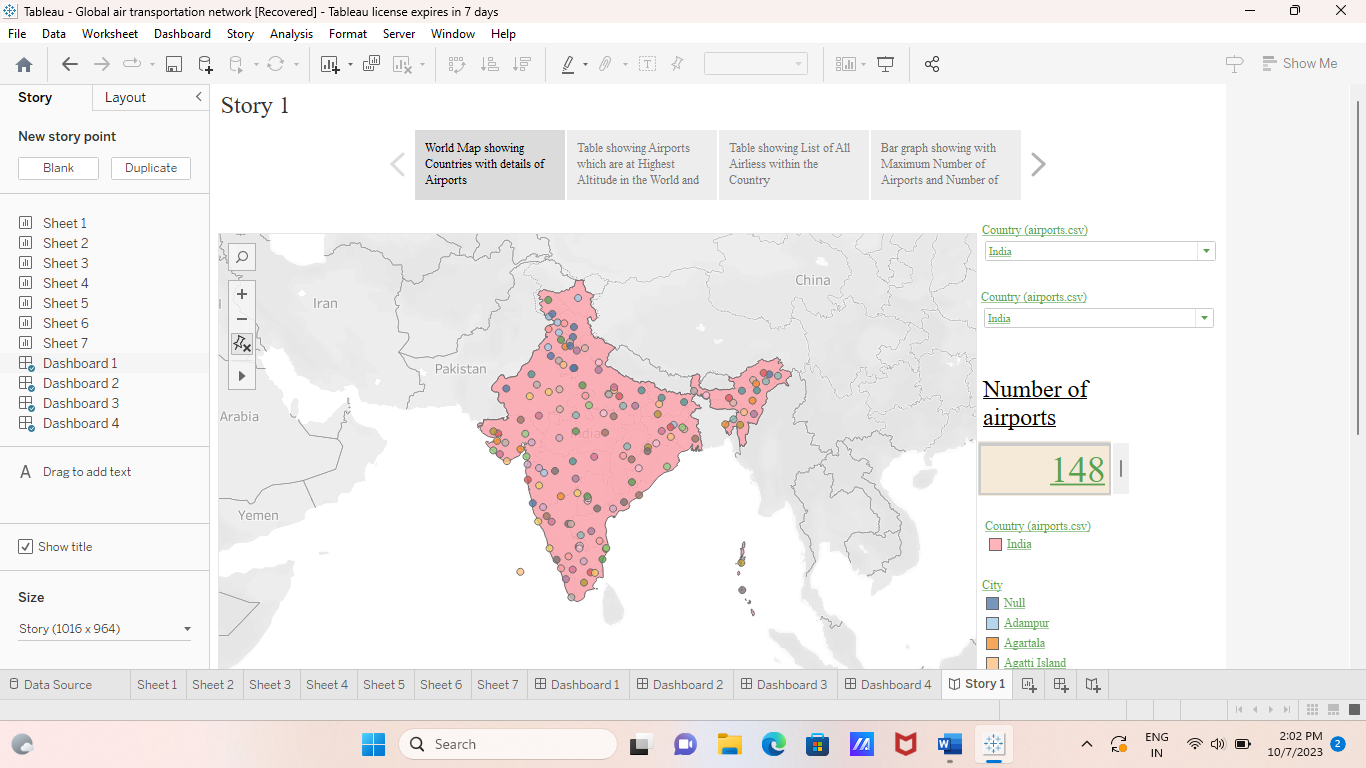 Tableau - Global air transportation network [Recovered] - Tableau license expires in 7 days
File Data Worksheet Dashboard Story Analysis Format Server Window Help
Show Me
Story Layout
New story point
Blank Duplicate
Sheet 1
Sheet 2
Sheet 3
Sheet 4
Sheet 5
Sheet 6
Sheet 7
Dashboard 1
Dashboard 2
Dashboard 3
Dashboard 4
A Drag to add text
Show title
Size
Story (1016 x 964)
Story 1
World Map showing
Countries with details of
Airports
Table showing Airports
which are at Highest
Altitude in the World and
Table showing List of All
Airliess within the
Country
Bar graph showing with
Maximum Number of
Airports and Number of
Iran
China
Pakistan
Arabia
India
Yemen
Country (airports.csv)
India
Country (airports.csv)
India
Number of
airports
148
Country (airports.csv)
India
City
Null
Adampur
Agartala
Agatti Island
Data Source Sheet 1 Sheet 2 Sheet 3 Sheet 4 Sheet 5 Sheet 6 Sheet 7 Dashboard 1 Dashboard 2 Dashboard 3 Dashboard 4 Story 1
Search
ENG
IN
2:02 PM
10/7/2023
2